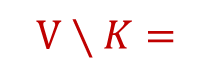 V \ K =